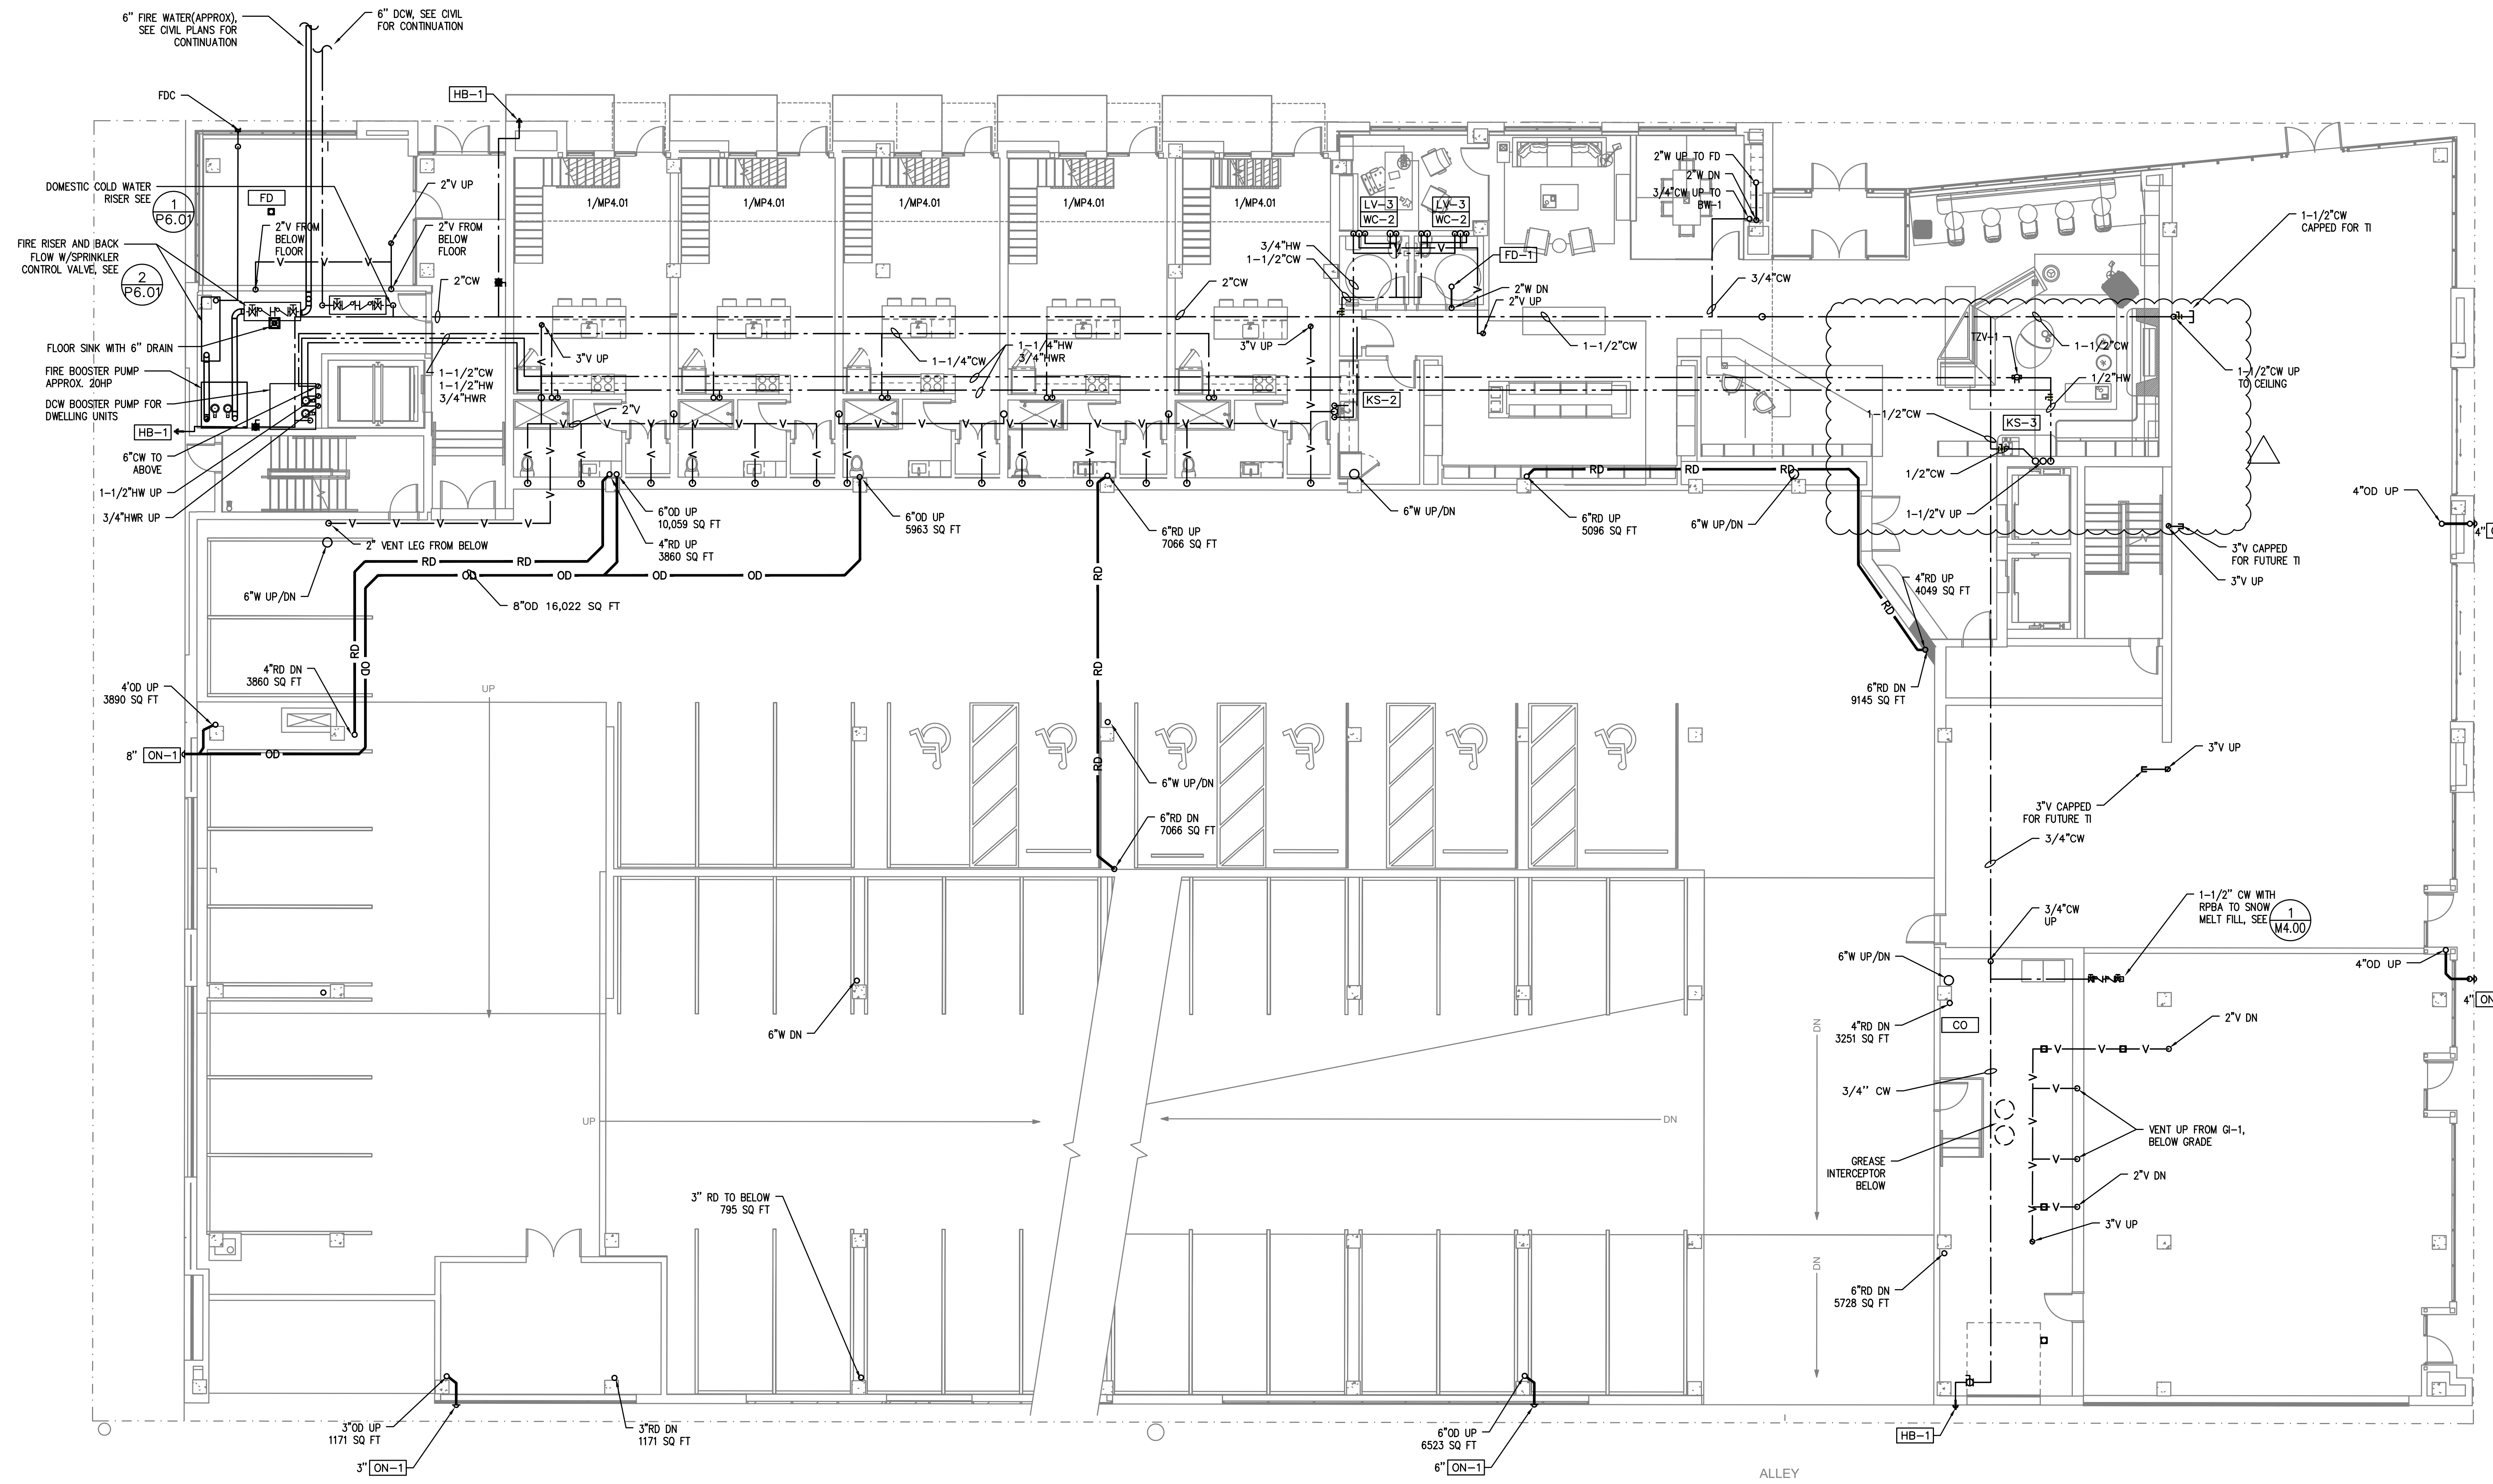 6" FIRE WATER(APPROX),
SEE CIVIL PLANS FOR
CONTINUATION
6" DCW, SEE CIVIL
FOR CONTINUATION
FDC
HB-1
DOMESTIC COLD WATER
RISER SEE
1
P6.01
FD
2"V UP
2"V FROM
BELOW
FLOOR
2"V FROM
BELOW
FLOOR
FIRE RISER AND BACK
FLOW W/SPRINKLER
CONTROL VALVE, SEE
2
P6.01
2"CW
FLOOR SINK WITH 6" DRAIN
FIRE BOOSTER PUMP
APPROX. 20HP
DCW BOOSTER PUMP FOR
DWELLING UNITS
HB-1
6"CW TO
ABOVE
1-1/2"HW UP
3/4"HWR UP
1-1/2"CW
1-1/2"HW
3/4"HWR
1/MP4.01
1/MP4.01
1/MP4.01
1/MP4.01
1/MP4.01
3"V UP
2"V
1-1/4"CW
1-1/4"HW
3/4"HWR
2"CW
3"V UP
3/4"HW
1-1/2"CW
LV-3
WC-2
LV-3
WC-2
FD-1
2"W DN
2"V UP
2"W UP TO FD
2"W DN
3/4"CW UP TO
BW-1
3/4"CW
1-1/2"CW
KS-2
1-1/2"CW
CAPPED FOR TI
TZV-1
1-1/2"CW
1-1/2"CW UP
TO CEILING
1/2"HW
1-1/2"CW
KS-3
1/2"CW
1-1/2"V UP
3"V CAPPED
FOR FUTURE TI
3"V UP
4"OD UP
4"
2" VENT LEG FROM BELOW
6"W UP/DN
6"OD UP
10,059 SQ FT
4"RD UP
3860 SQ FT
6"OD UP
5963 SQ FT
6"RD UP
7066 SQ FT
6"W UP/DN
6"RD UP
5096 SQ FT
6"W UP/DN
4"RD UP
4049 SQ FT
6"RD DN
9145 SQ FT
V V V
V V V V V
V V V V V V V V V V V V
RD RD
OD OD OD OD
RD RD RD
RD
RD
RD
RD
OD
OD
8"OD 16,022 SQ FT
4"RD DN
3860 SQ FT
4'OD UP
3890 SQ FT
8" ON-1
UP
6"W UP/DN
6"RD DN
7066 SQ FT
3"V UP
3"V CAPPED
FOR FUTURE TI
3/4"CW
3/4"CW
UP
1-1/2" CW WITH
RPBA TO SNOW
MELT FILL, SEE
1
M4.00
6"W UP/DN
4"OD UP
4" ON
6"W DN
4"RD DN
3251 SQ FT
CO
2"V DN
V V V
DN
3/4" CW
V
V
V
V
V
V
VENT UP FROM GI-1,
BELOW GRADE
UP
DN
GREASE
INTERCEPTOR
BELOW
2"V DN
3"V UP
3" RD TO BELOW
795 SQ FT
DN
6"RD DN
5728 SQ FT
3"OD UP
1171 SQ FT
3" ON-1
3"RD DN
1171 SQ FT
6"OD UP
6523 SQ FT
6" ON-1
HB-1
ALLEY